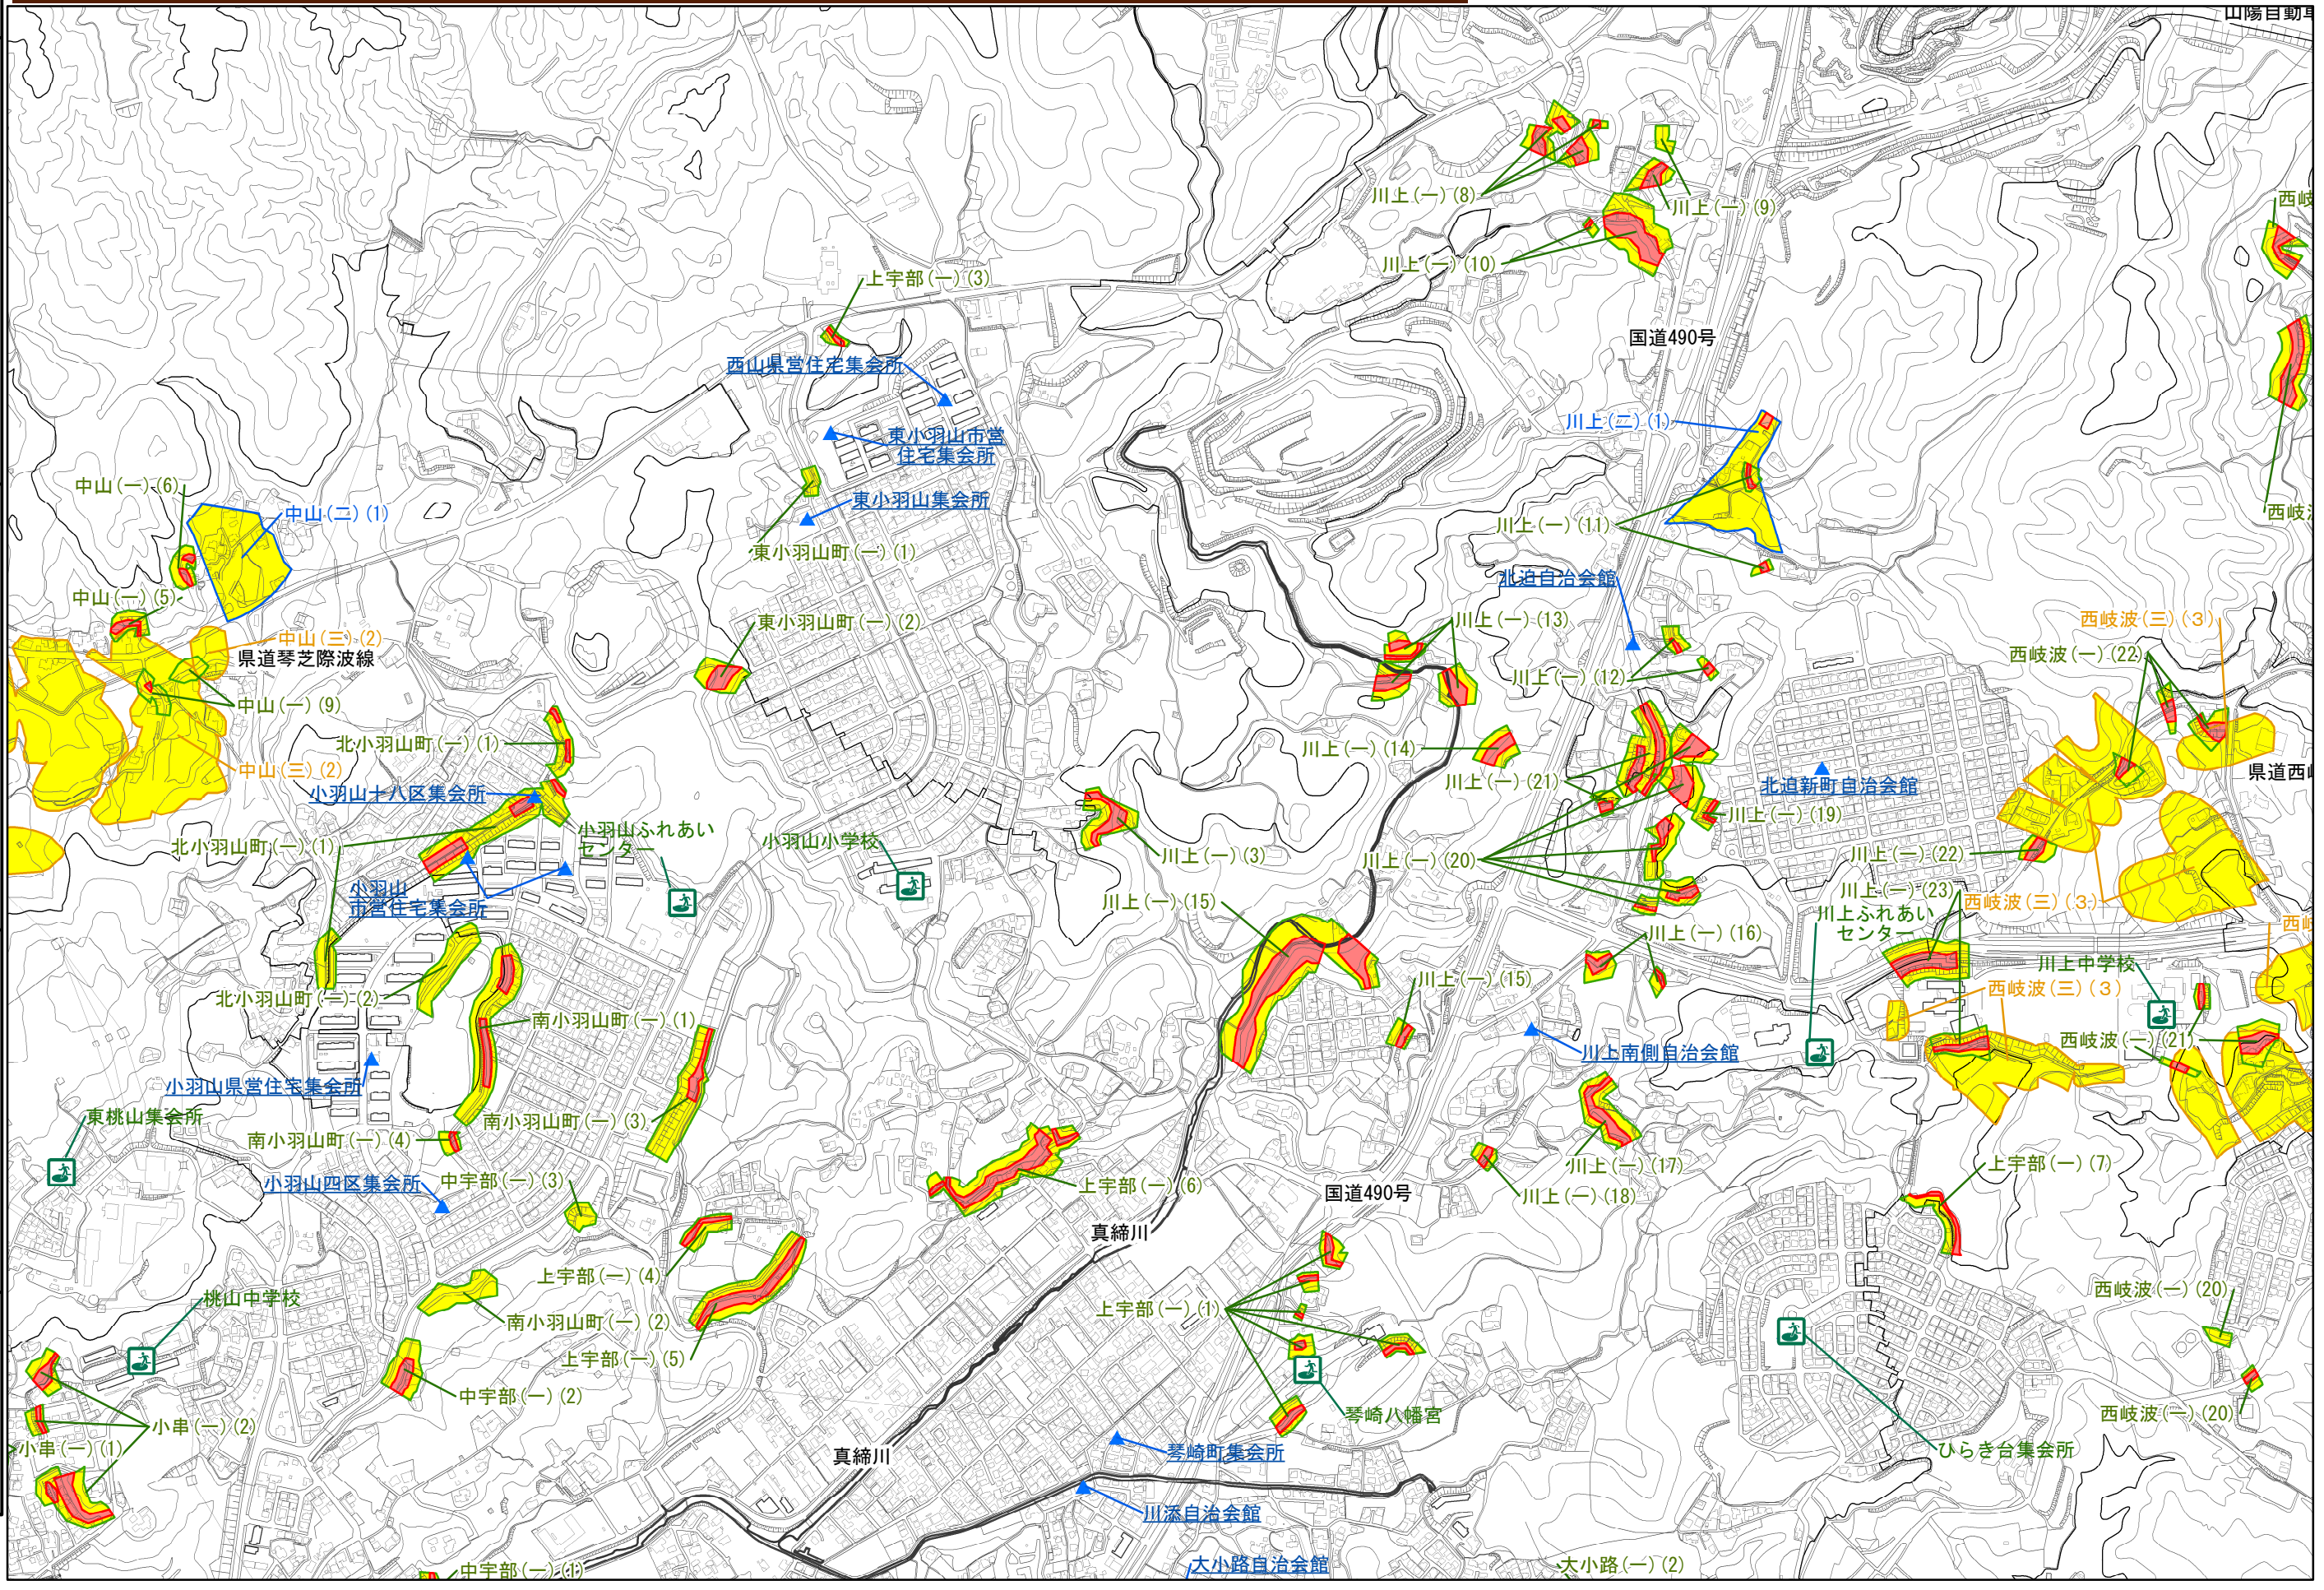 山陽自動車
川上(一)(8)
川上(一)(9)
西岐
川上(一)(10)
上宇部(一)(3)
国道490号
西山県営住宅集会所
川上(二)(1)
東小羽山市営
住宅集会所
中山(一)(6)
東小羽山集会所
中山(二)(1)
西岐波
川上(一)(11)
東小羽山町(一)(1)
北迫自治会館
中山(一)(5)
東小羽山町(一)(2)
川上(一)(13)
西岐波(三)(3)
中山(三)(2)
県道琴芝際波線
西岐波(一)(22)
川上(一)(12)
中山(一)(9)
北小羽山町(一)(1)
川上(一)(14)
中山(三)(2)
県道西岐
川上(一)(21)
北迫新町自治会館
小羽山十八区集会所
川上(一)(19)
小羽山ふれあい
センター
小羽山小学校
北小羽山町(一)(1)
川上(一)(3)
川上(一)(20)
川上(一)(22)
小羽山
市営住宅集会所
川上(一)(23)
川上(一)(15)
西岐波(三)(3)
川上ふれあい
センター
西岐
川上(一)(16)
川上中学校
川上(一)(15)
西岐波(三)(3)
北小羽山町(一)(2)
南小羽山町(一)(1)
西岐波(一)(21)
川上南側自治会館
小羽山県営住宅集会所
東桃山集会所
南小羽山町(一)(3)
南小羽山町(一)(4)
川上(一)(17)
上宇部(一)(7)
小羽山四区集会所
中宇部(一)(3)
上宇部(一)(6)
国道490号
川上(一)(18)
真締川
上宇部(一)(4)
西岐波(一)(20)
桃山中学校
上宇部(一)(1)
南小羽山町(一)(2)
上宇部(一)(5)
中宇部(一)(2)
琴崎八幡宮
西岐波(一)(20)
小串(一)(2)
小串(一)(1)
真締川
琴崎町集会所
ひらき台集会所
川添自治会館
中宇部(一)(1)
大小路自治会館
大小路(一)(2)